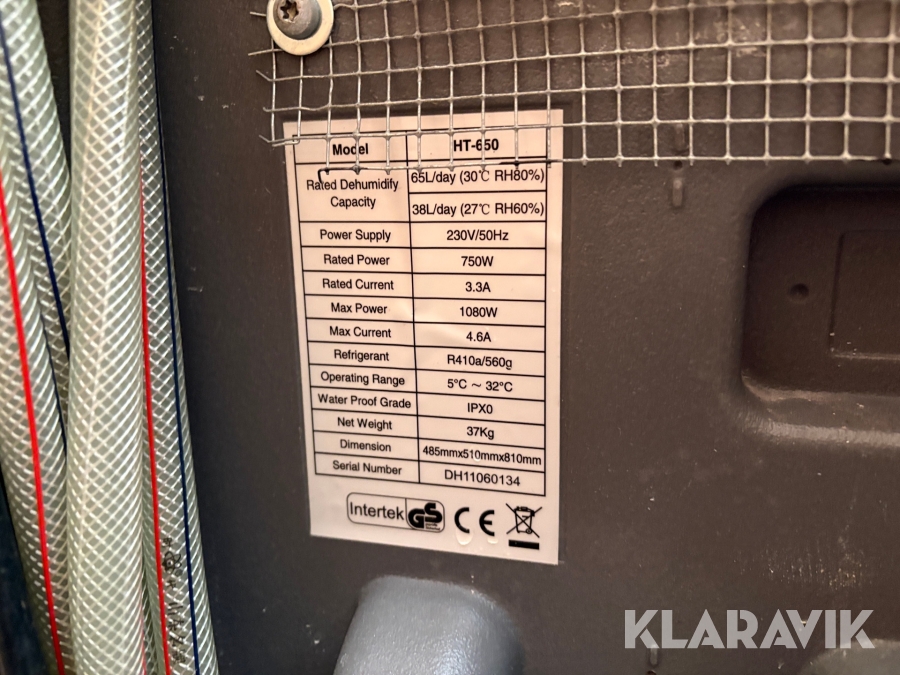 Model HT-650
Rated Dehumidify Capacity 65L/day (30℃ RH80%)
38L/day (27℃ RH60%)
Power Supply 230V/50Hz
Rated Power 750W
Rated Current 3.3A
Max Power 1080W
Max Current 4.6A
Refrigerant R410a/560g
Operating Range 5°C ~ 32°C
Water Proof Grade IPX0
Net Weight 37Kg
Dimension 485mmx510mmx810mm
Serial Number DH11060134
Intertek GS CE
KLARAVIK